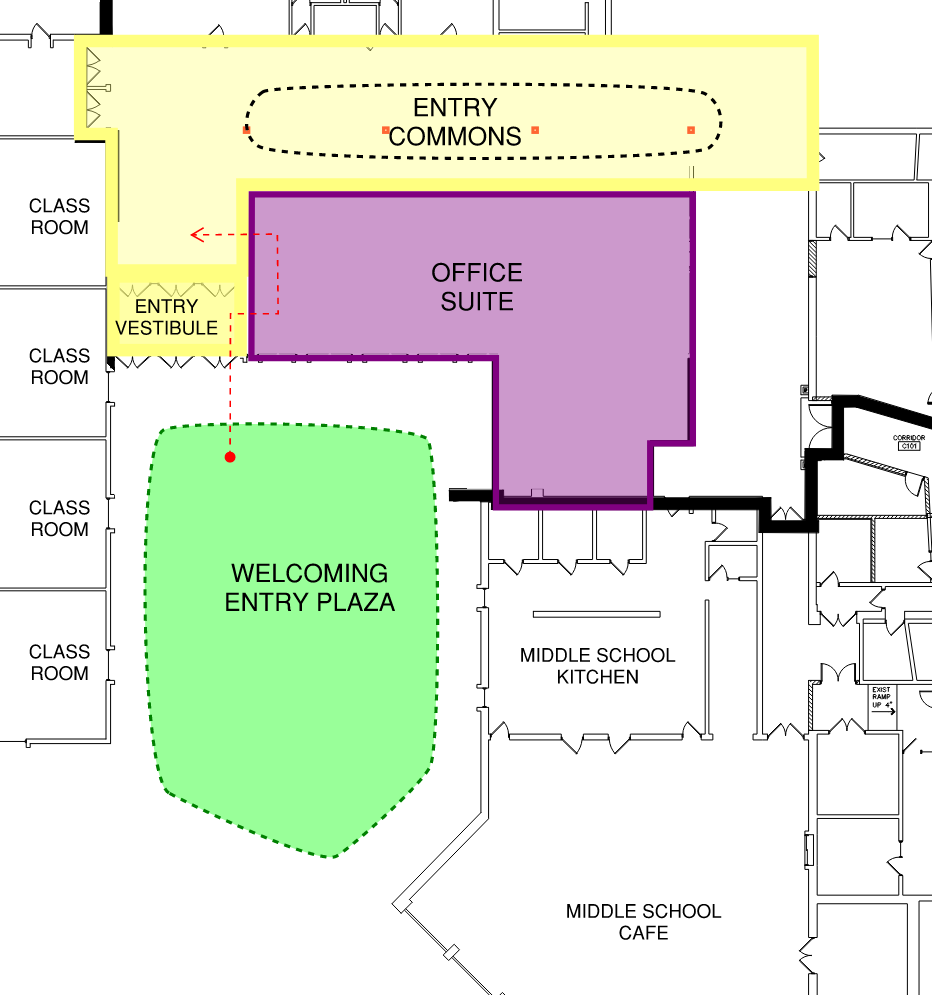 ENTRY
COMMONS
CLASS
ROOM
OFFICE
SUITE
ENTRY
VESTIBULE
CLASS
ROOM
CORRIDOR
C101
CLASS
ROOM
WELCOMING
ENTRY PLAZA
CLASS
ROOM
MIDDLE SCHOOL
KITCHEN
EXIST
RAMP
UP 4"
MIDDLE SCHOOL
CAFE